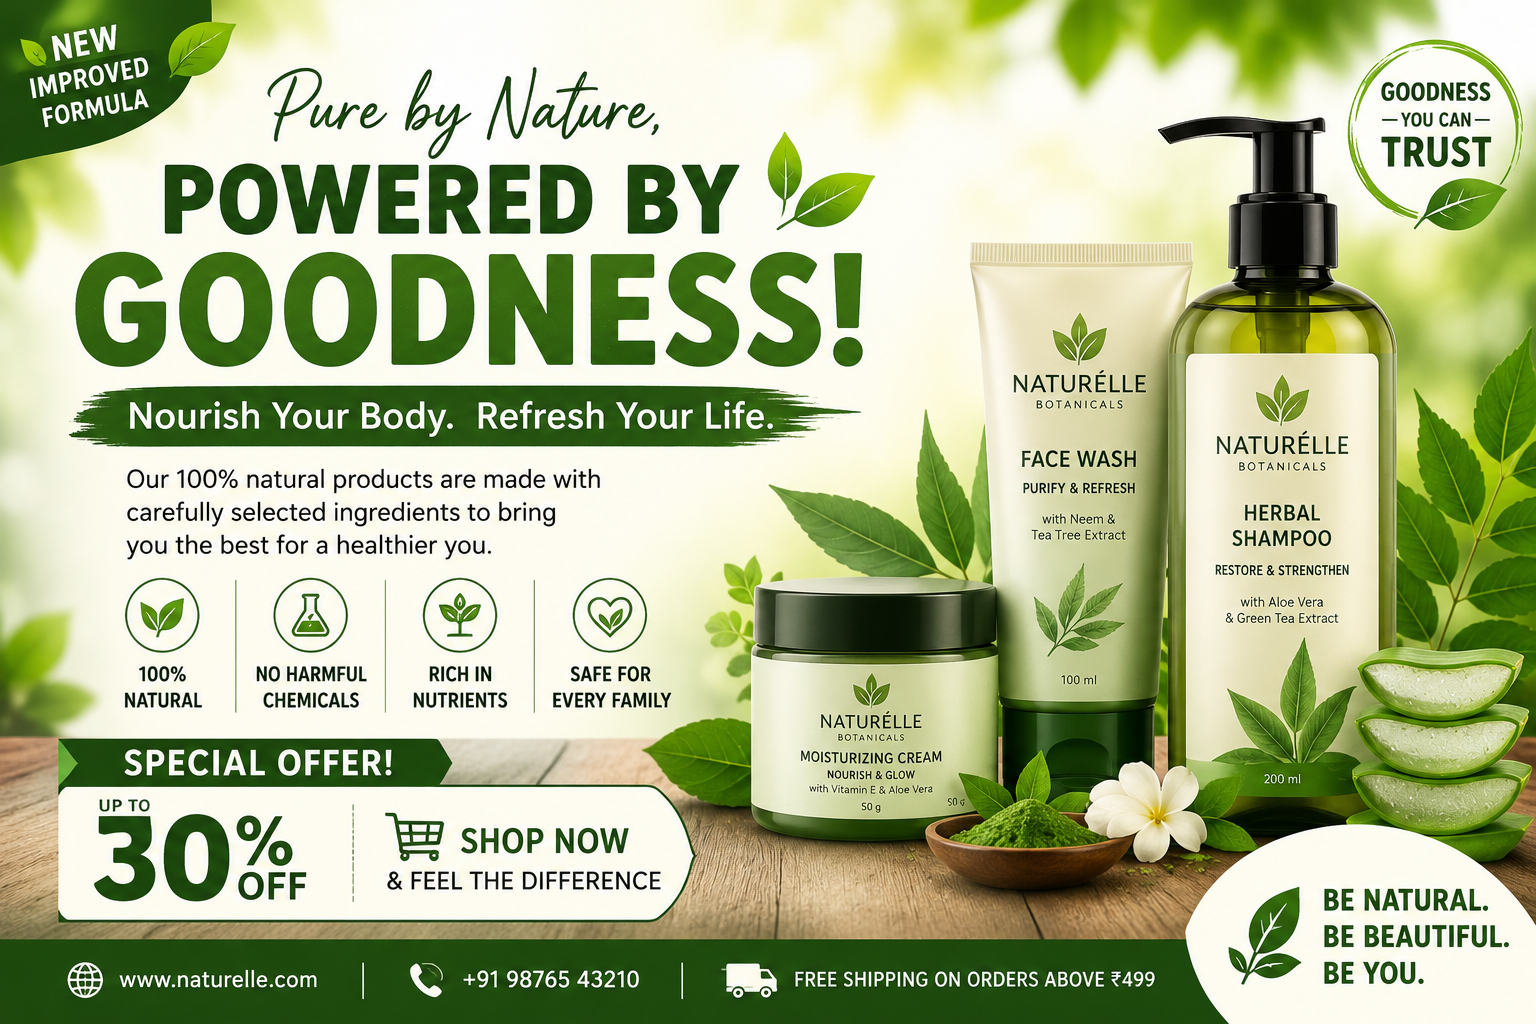 NEW
IMPROVED
FORMULA
Pure by Nature,
POWERED BY
GOODNESS!
Nourish Your Body. Refresh Your Life.
Our 100% natural products are made with
carefully selected ingredients to bring
you the best for a healthier you.
100%
NATURAL
NO HARMFUL
CHEMICALS
RICH IN
NUTRIENTS
SAFE FOR
EVERY FAMILY
SPECIAL OFFER!
UP TO
30%
OFF
SHOP NOW
& FEEL THE DIFFERENCE
GOODNESS
YOU CAN
TRUST
NATURÉLLE
BOTANICALS
FACE WASH
PURIFY & REFRESH
with Neem &
Tea Tree Extract
100 ml
NATURÉLLE
BOTANICALS
HERBAL
SHAMPOO
RESTORE & STRENGTHEN
with Aloe Vera
& Green Tea Extract
200 ml
NATURÉLLE
BOTANICALS
MOISTURIZING CREAM
NOURISH & GLOW
with Vitamin E & Aloe Vera
50 g
50 g
www.naturelle.com
+91 98765 43210
FREE SHIPPING ON ORDERS ABOVE ₹499
BE NATURAL.
BE BEAUTIFUL.
BE YOU.